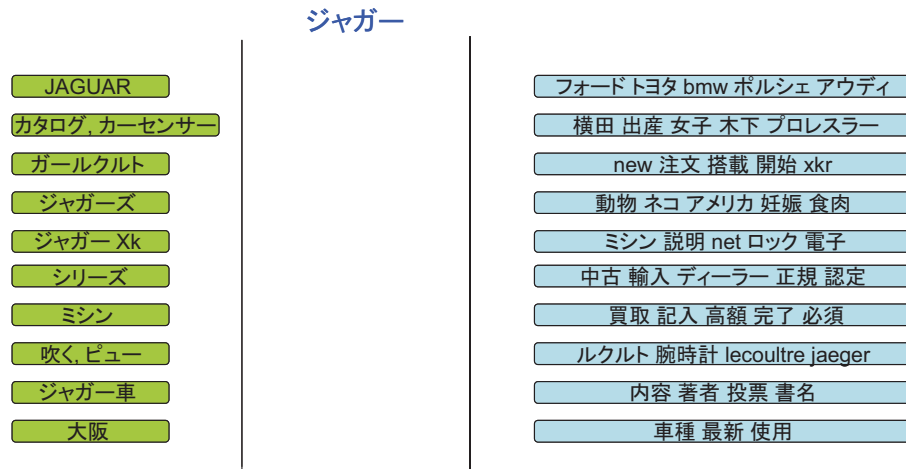 ジャガー
JAGUAR
カタログ, カーセンサー
ガールクルト
ジャガーズ
ジャガー Xk
シリーズ
ミシン
吹く, ピュー
ジャガー車
大阪
フォード トヨタ bmw ポルシェ アウディ
横田 出産 女子 木下 プロレスラー
new 注文 搭載 開始 xkr
動物 ネコ アメリカ 妊娠 食肉
ミシン 説明 net ロック 電子
中古 輸入 ディーラー 正規 認定
買取 記入 高額 完了 必須
ルクルト 腕時計 lecoultre jaeger
内容 著者 投票 書名
車種 最新 使用